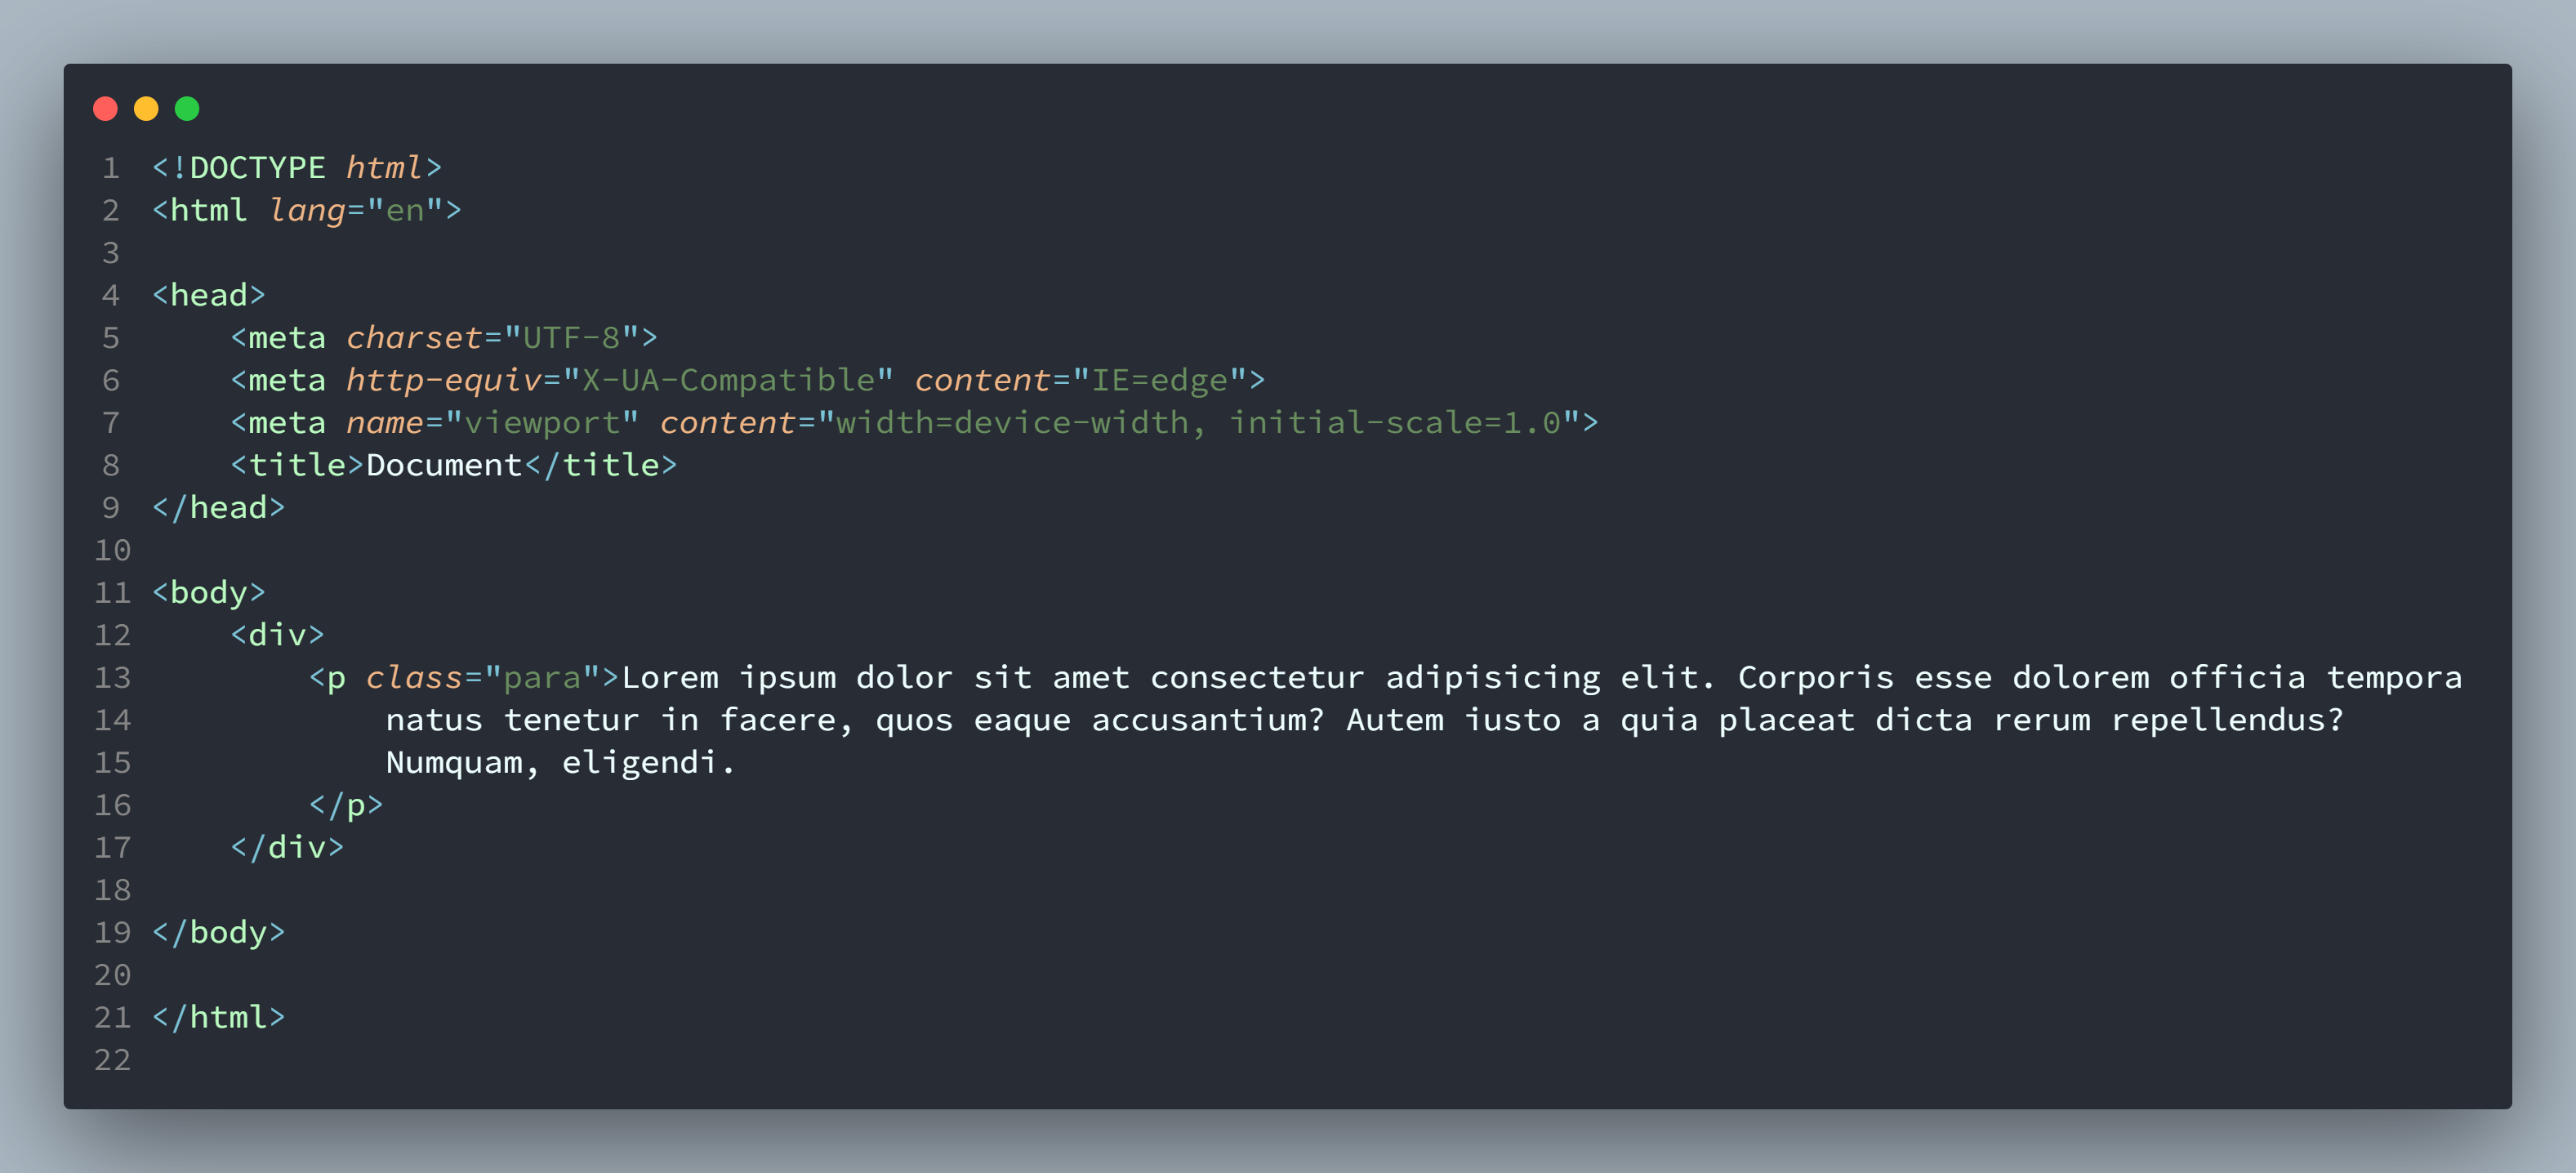 1 <!DOCTYPE html>
2 <html lang="en">
3
4 <head>
5     <meta charset="UTF-8">
6     <meta http-equiv="X-UA-Compatible" content="IE=edge">
7     <meta name="viewport" content="width=device-width, initial-scale=1.0">
8     <title>Document</title>
9 </head>
10
11 <body>
12     <div>
13         <p class="para">Lorem ipsum dolor sit amet consectetur adipisicing elit. Corporis esse dolorem officia tempora
14             natus tenetur in facere, quos eaque accusantium? Autem iusto a quia placeat dicta rerum repellendus?
15             Numquam, eligendi.
16         </p>
17     </div>
18
19 </body>
20
21 </html>
22